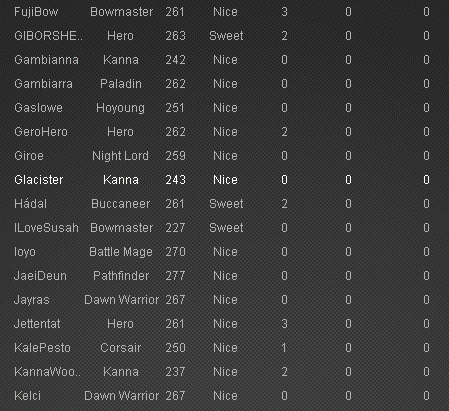 FujiBow Bowmaster 261 Nice 3 0 0
GIBORSHE.. Hero 263 Sweet 2 0 0
Gambianna Kanna 242 Nice 0 0 0
Gambiarra Paladin 262 Nice 0 0 0
Gaslowe Hoyoung 251 Nice 0 0 0
GeroHero Hero 262 Nice 2 0 0
Giroe Night Lord 259 Nice 0 0 0
Glacister Kanna 243 Nice 0 0 0
Hádal Buccaneer 261 Sweet 2 0 0
ILoveSusah Bowmaster 227 Sweet 0 0 0
Ioyo Battle Mage 270 Nice 0 0 0
JaeiDeun Pathfinder 277 Nice 0 0 0
Jayras Dawn Warrior 267 Nice 0 0 0
Jettentat Hero 261 Nice 3 0 0
KalePesto Corsair 250 Nice 1 0 0
KannaWoo.. Kanna 237 Nice 2 0 0
Kelci Dawn Warrior 267 Nice 0 0 0